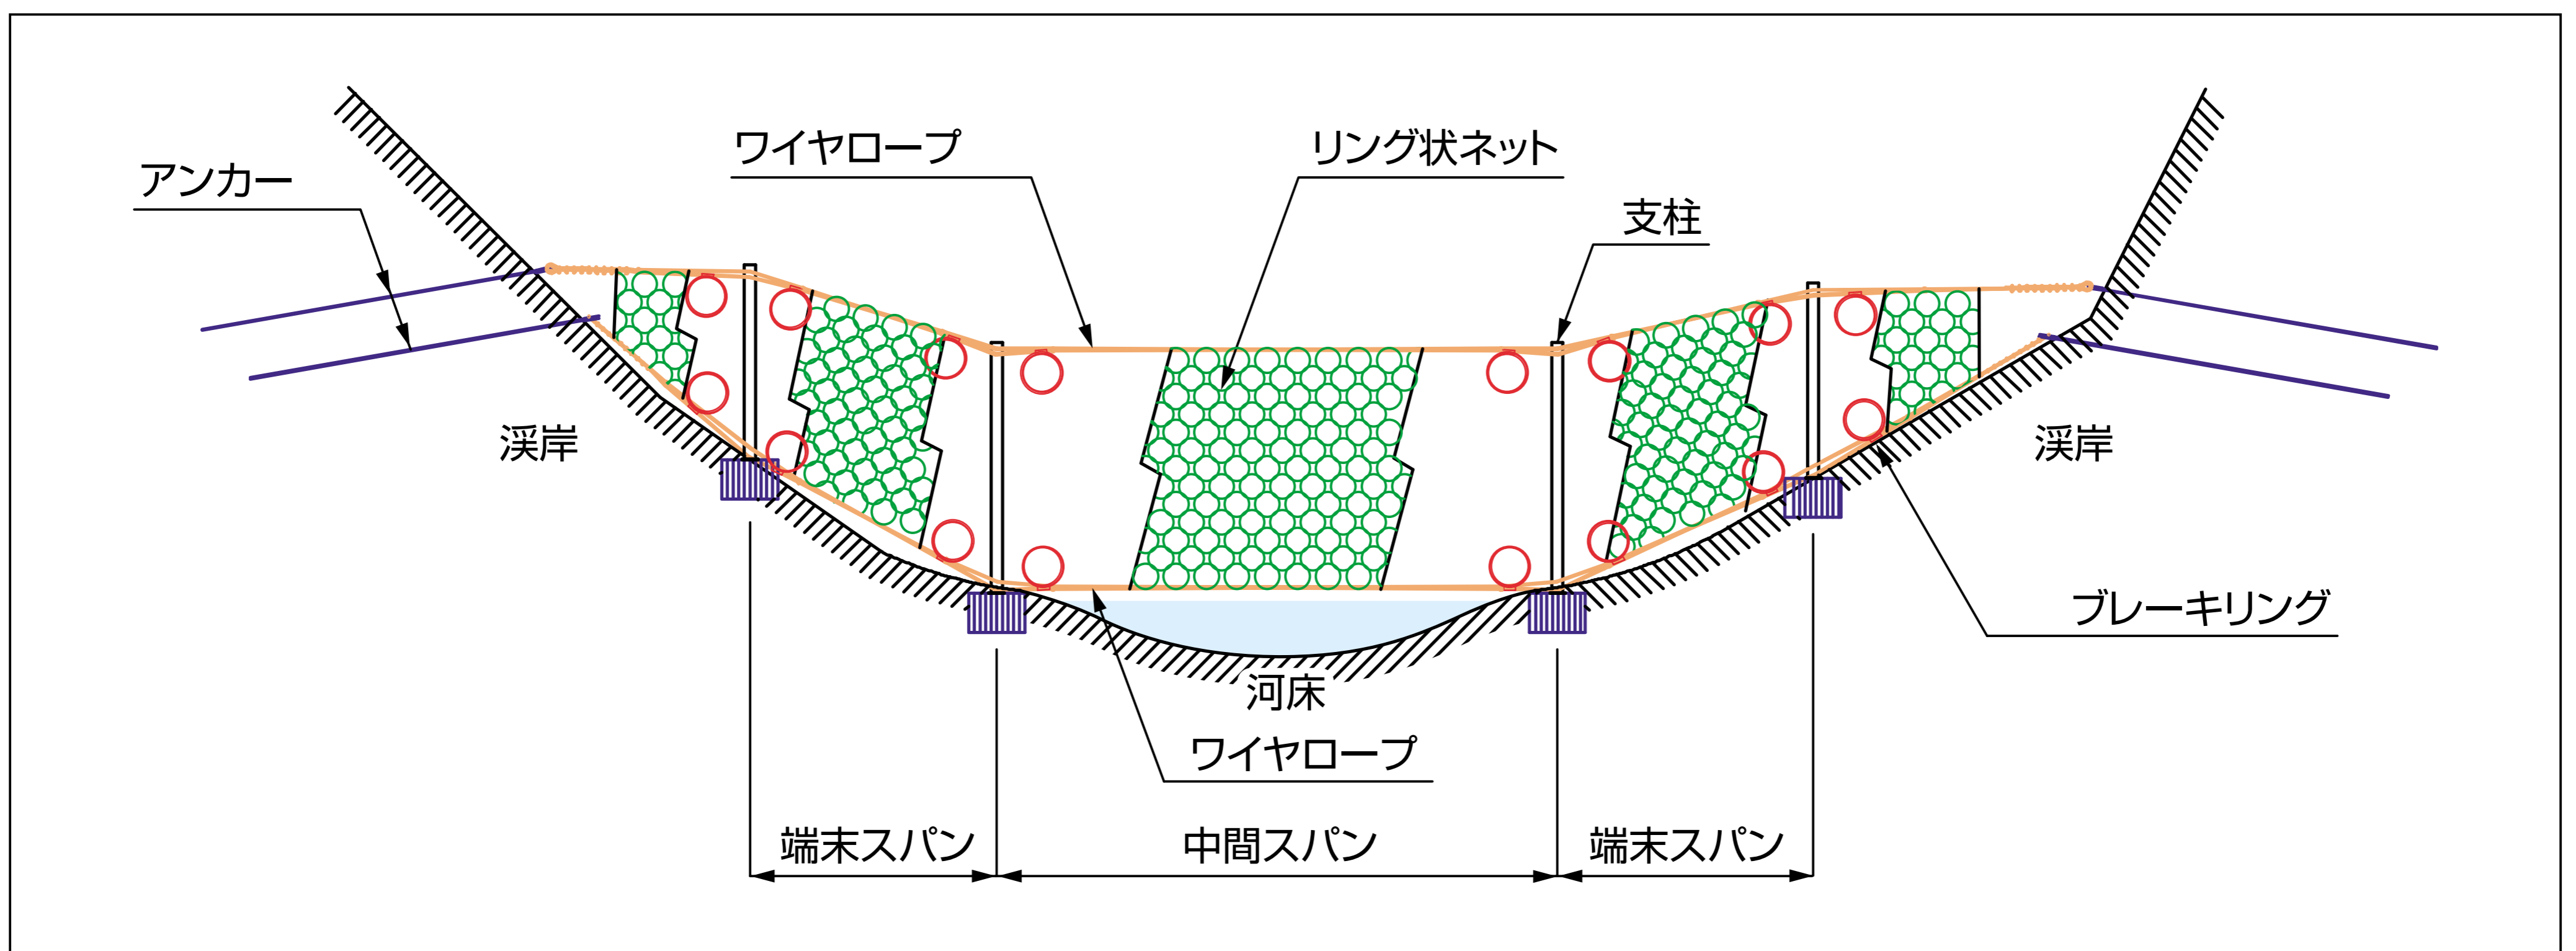 ワイヤロープ
リング状ネット
アンカー
支柱
渓岸
渓岸
ブレーキリング
河床
ワイヤロープ
端末スパン
中間スパン
端末スパン